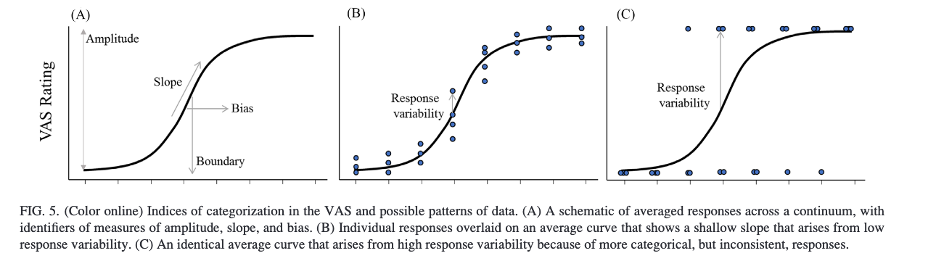 (A)
(B)
(C)
VAS Rating
Amplitude
Slope
Bias
Boundary
Response
variability
Response
variability
FIG. 5. (Color online) Indices of categorization in the VAS and possible patterns of data. (A) A schematic of averaged responses across a continuum, with
identifiers of measures of amplitude, slope, and bias. (B) Individual responses overlaid on an average curve that shows a shallow slope that arises from low
response variability. (C) An identical average curve that arises from high response variability because of more categorical, but inconsistent, responses.